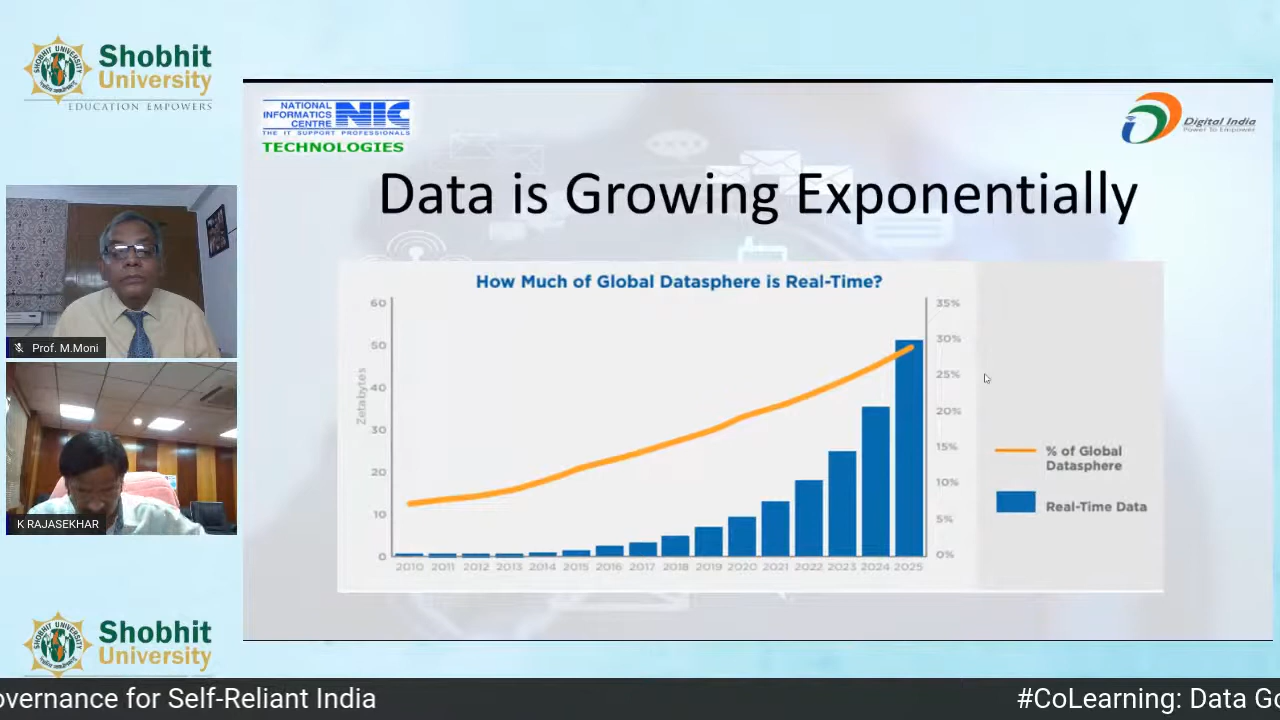 Shobhit
University
EDUCATION EMPOWERS
NATIONAL
INFORMATICS
CENTRE
NIC
THE IT SUPPORT PROFESSIONALS
TECHNOLOGIES
Digital India
Power To Empower
Data is Growing Exponentially
How Much of Global Datasphere is Real-Time?
Zetabytes
60
50
40
30
20
10
0
35%
30%
25%
20%
15%
10%
5%
0%
2010 2011 2012 2013 2014 2015 2016 2017 2018 2019 2020 2021 2022 2023 2024 2025
% of Global
Datasphere
Real-Time Data
Prof. M.Moni
K RAJASEKHAR
Shobhit
University
overnance for Self-Reliant India
#CoLearning: Data Go